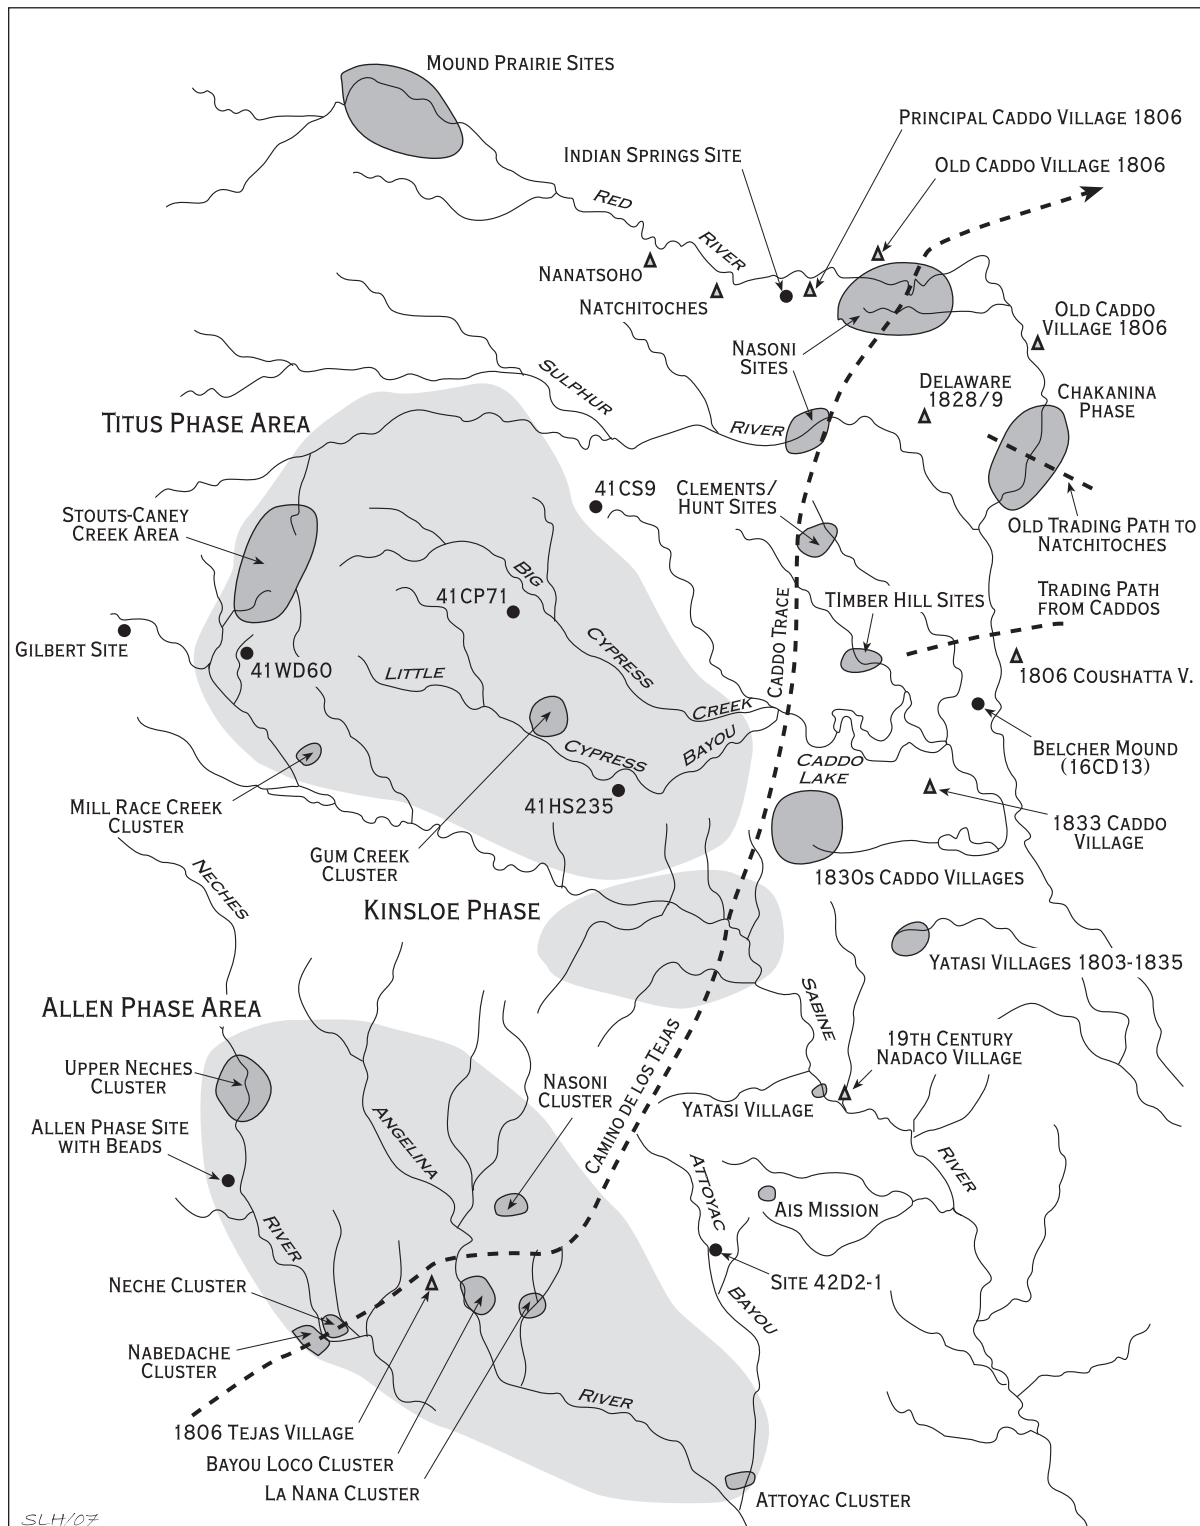 Mound Prairie Sites
Principal Caddo Village 1806
Indian Springs Site
Old Caddo Village 1806
Red
River
Nanatsoho
Natchitoches
Old Caddo
Village 1806
Nasoni
Sites
Sulphur
River
Delaware
1828/9
Chakanina
Phase
Titus Phase Area
41CS9
Clements/
Hunt Sites
Stouts-Caney
Creek Area
Old Trading Path to
Natchitoches
Big
Cypress
Creek
41CP71
Caddo Trace
Timber Hill Sites
Trading Path
from Caddos
Gilbert Site
41WD60
Little
Cypress
Bayou
1806 Coushatta V.
Caddo
Lake
Belcher Mound
(16CD13)
Mill Race Creek
Cluster
41HS235
1833 Caddo
Village
Gum Creek
Cluster
1830s Caddo Villages
Neches
River
Kinsloe Phase
Yatasi Villages 1803-1835
Allen Phase Area
Sabine
River
19th Century
Nadaco Village
Upper Neches
Cluster
Nasoni
Cluster
Camino de los Tejas
Yatasi Village
Allen Phase Site
with Beads
Angelina
River
Attoyac
Bayou
Ais Mission
Site 42D2-1
Neche Cluster
Nabedache
Cluster
1806 Tejas Village
Bayou Loco Cluster
La Nana Cluster
Attoyac Cluster
SLH/07